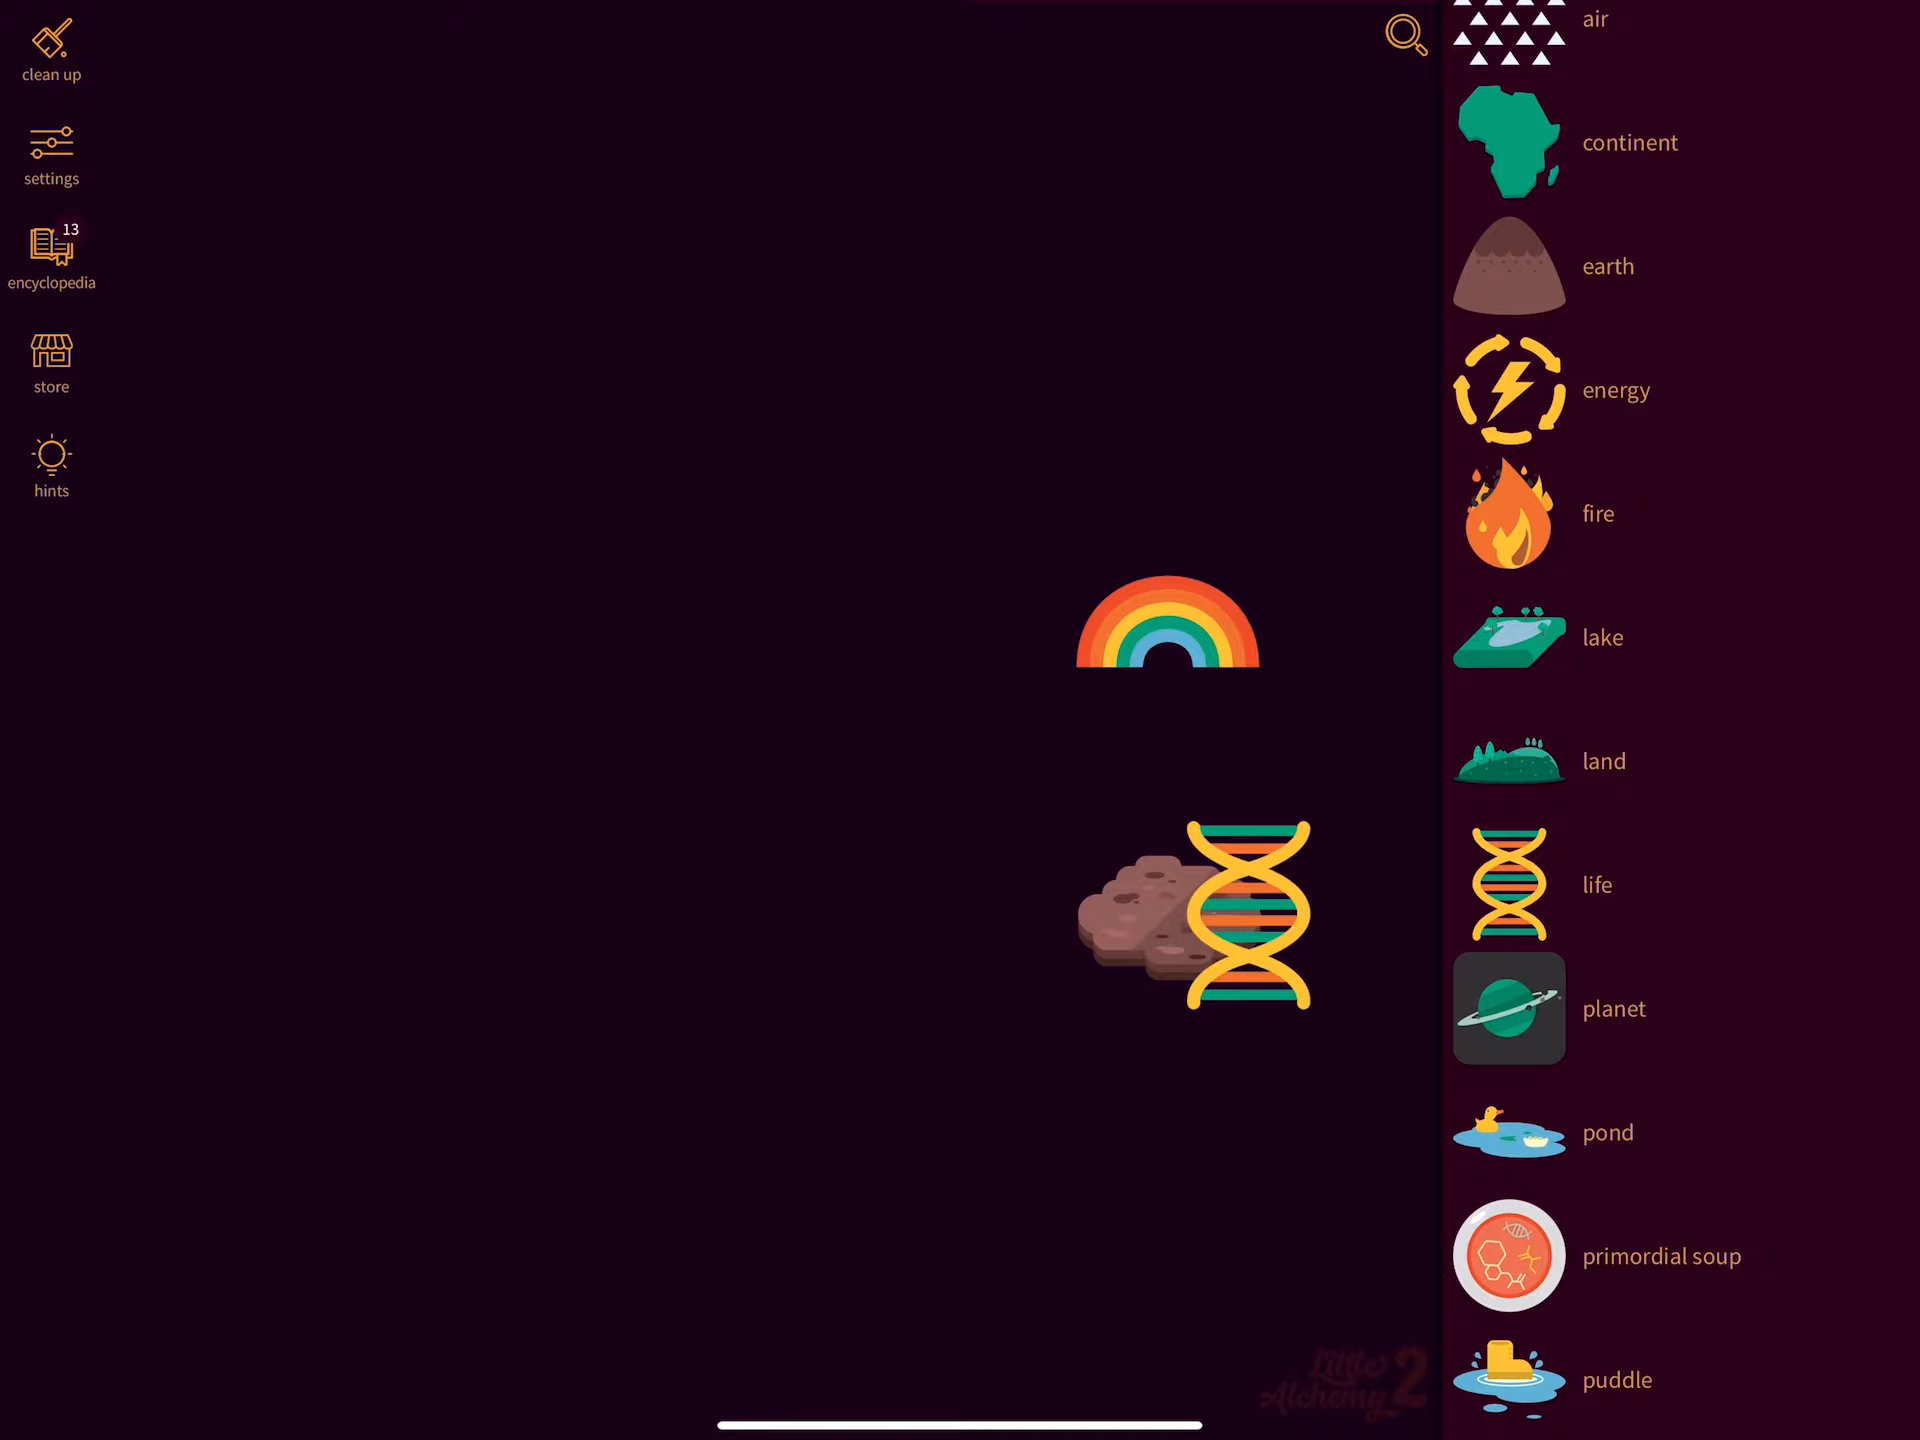 clean up
settings
13
encyclopedia
store
hints
air
continent
earth
energy
fire
lake
land
life
planet
pond
primordial soup
puddle
Little
Alchemy 2